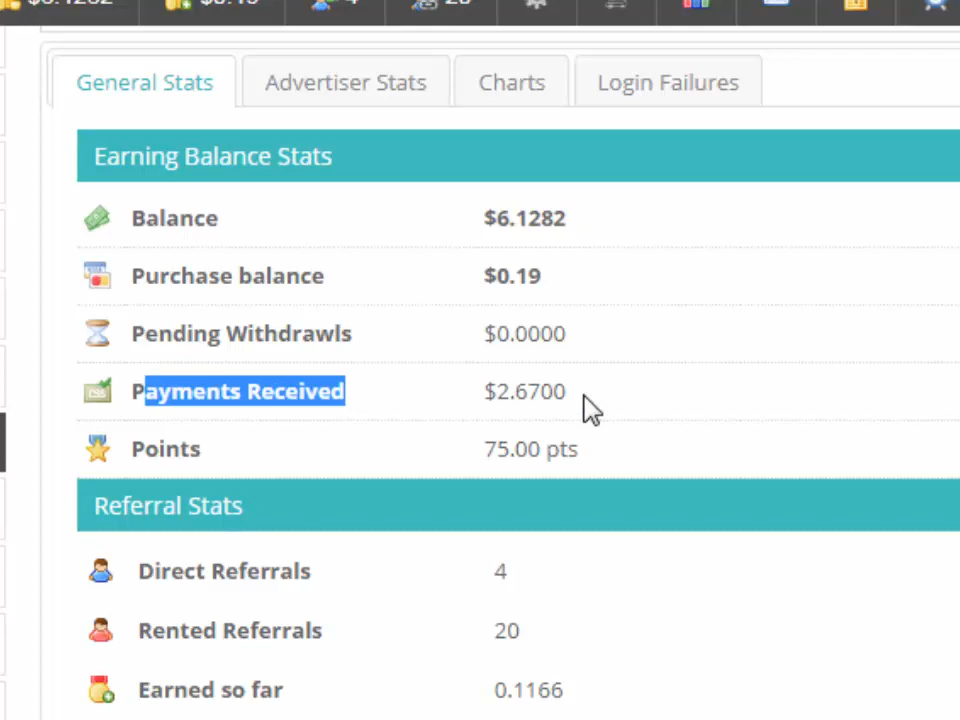 General Stats Advertiser Stats Charts Login Failures
Earning Balance Stats
Balance $6.1282
Purchase balance $0.19
Pending Withdrawls $0.0000
Payments Received $2.6700
Points 75.00 pts
Referral Stats
Direct Referrals 4
Rented Referrals 20
Earned so far 0.1166